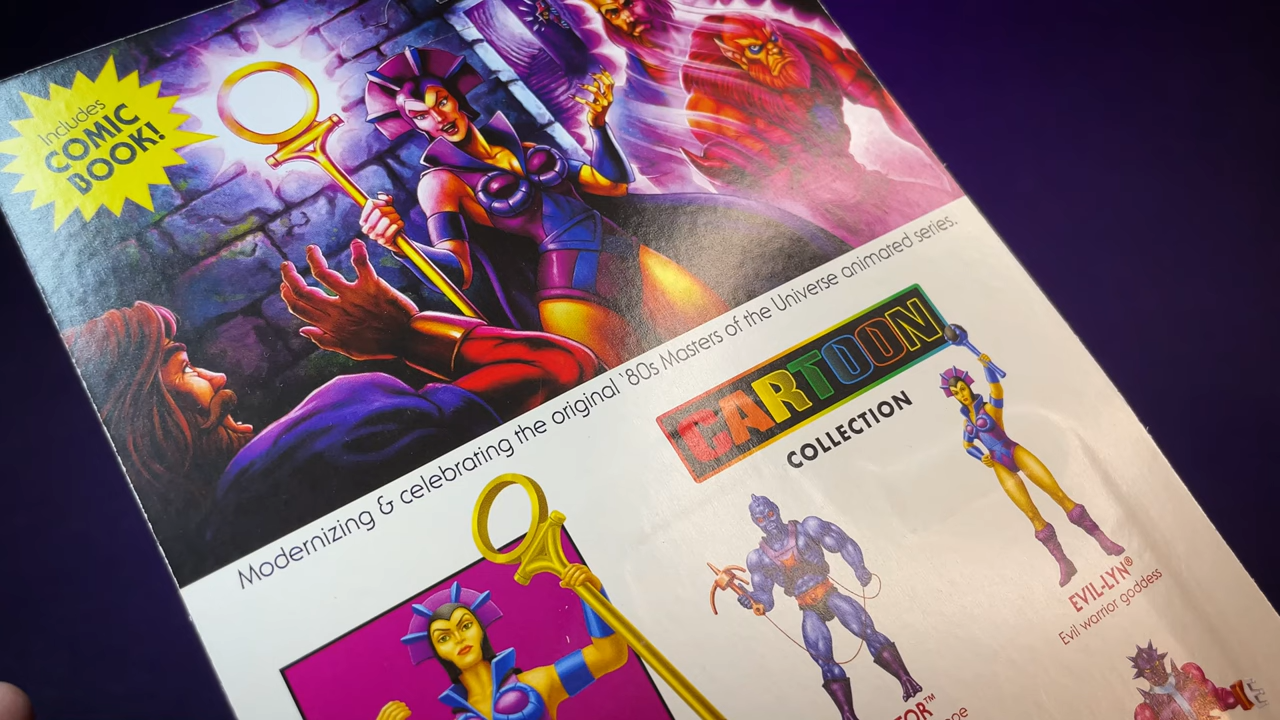 Includes
COMIC
BOOK!
Modernizing & celebrating the original '80s Masters of the Universe animated series.
CARTOON
COLLECTION
EVIL-LYN®
Evil warrior goddess
TOR™